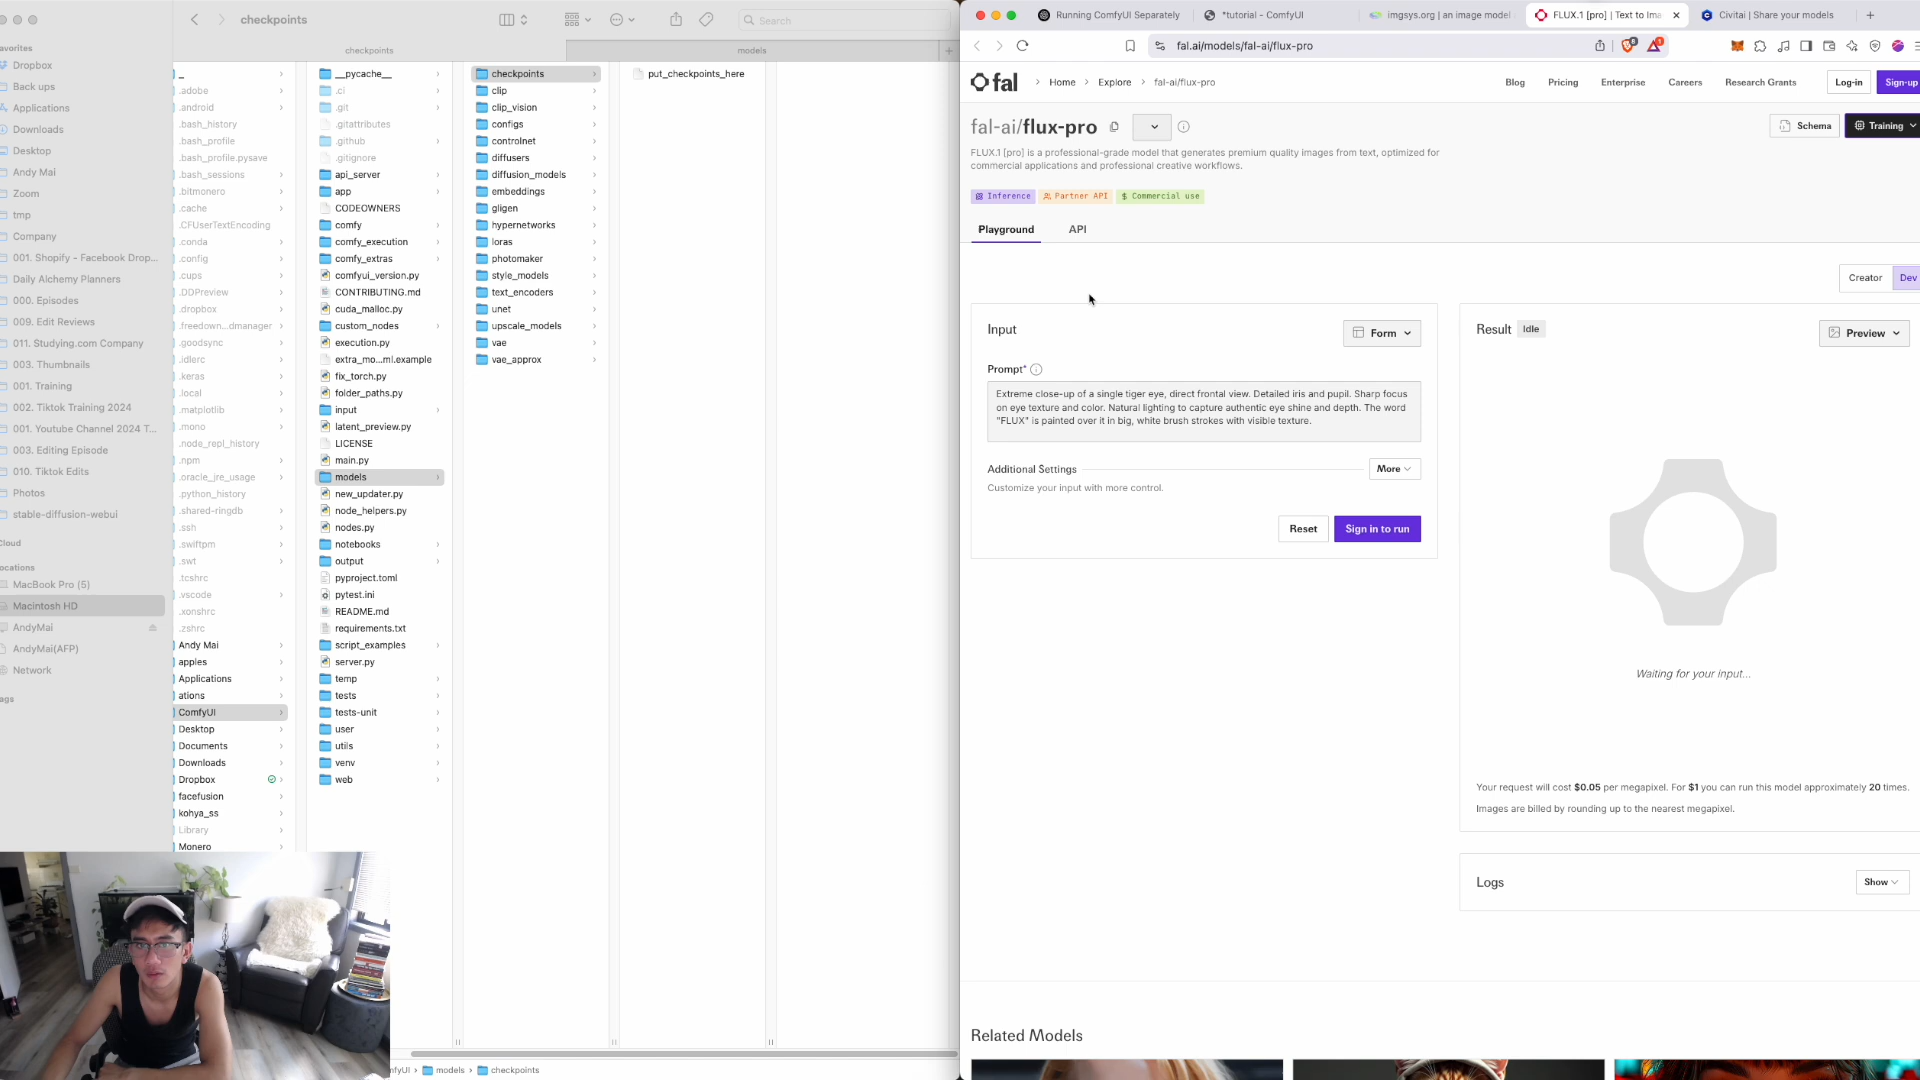 checkpoints
Search
checkpoints
models
avorites
Dropbox
Back ups
Applications
Downloads
Desktop
Andy Mai
Zoom
tmp
Company
001. Shopify - Facebook Drop...
Daily Alchemy Planners
000. Episodes
009. Edit Reviews
011. Studying.com Company
003. Thumbnails
001. Training
002. Tiktok Training 2024
001. Youtube Channel 2024 T...
003. Editing Episode
010. Tiktok Edits
Photos
stable-diffusion-webui
Cloud
ocations
MacBook Pro (5)
Macintosh HD
AndyMai
AndyMai(AFP)
Network
ags
_
.adobe
.android
.bash_history
.bash_profile
.bash_profile.pysave
.bash_sessions
.bitmonero
.cache
.CFUserTextEncoding
.conda
.config
.cups
.DDPreview
.dropbox
.freedown...dmanager
.goodsync
.idlerc
.keras
.local
.matplotlib
.mono
.node_repl_history
.npm
.oracle_jre_usage
.python_history
.shared-ringdb
.ssh
.swiftpm
.swt
.tcshrc
.vscode
.xonshrc
.zshrc
Andy Mai
apples
Applications
ations
ComfyUI
Desktop
Documents
Downloads
Dropbox
facefusion
kohya_ss
Library
Monero
__pycache__
.ci
.git
.gitattributes
.github
.gitignore
api_server
app
CODEOWNERS
comfy
comfy_execution
comfy_extras
comfyui_version.py
CONTRIBUTING.md
cuda_malloc.py
custom_nodes
execution.py
extra_mo...ml.example
fix_torch.py
folder_paths.py
input
latent_preview.py
LICENSE
main.py
models
new_updater.py
node_helpers.py
nodes.py
notebooks
output
pyproject.toml
pytest.ini
README.md
requirements.txt
script_examples
server.py
temp
tests
tests-unit
user
utils
venv
web
checkpoints
clip
clip_vision
configs
controlnet
diffusers
diffusion_models
embeddings
gligen
hypernetworks
loras
photomaker
style_models
text_encoders
unet
upscale_models
vae
vae_approx
put_checkpoints_here
nfyUI › models › checkpoints
Running ComfyUI Separately
*tutorial - ComfyUI
imgsys.org | an image model
FLUX.1 [pro] | Text to Ima
Civitai | Share your models
fal.ai/models/fal-ai/flux-pro
fal
Home
Explore
fal-ai/flux-pro
Blog
Pricing
Enterprise
Careers
Research Grants
Log-in
Sign-up
fal-ai/flux-pro
Schema
Training
FLUX.1 [pro] is a professional-grade model that generates premium quality images from text, optimized for
commercial applications and professional creative workflows.
Inference
Partner API
$ Commercial use
Playground
API
Creator
Dev
Input
Form
Prompt*
Extreme close-up of a single tiger eye, direct frontal view. Detailed iris and pupil. Sharp focus
on eye texture and color. Natural lighting to capture authentic eye shine and depth. The word
"FLUX" is painted over it in big, white brush strokes with visible texture.
Additional Settings
More
Customize your input with more control.
Reset
Sign in to run
Result
Idle
Preview
Waiting for your input...
Your request will cost $0.05 per megapixel. For $1 you can run this model approximately 20 times.
Images are billed by rounding up to the nearest megapixel.
Logs
Show
Related Models